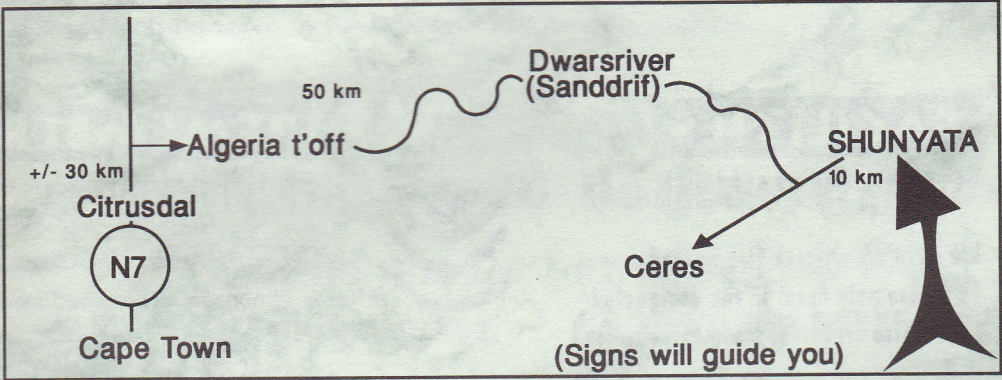 Dwarsriver
(Sanddrif)
50 km
Algeria t'off
SHUNYATA
+/- 30 km
10 km
Citrusdal
N7
Ceres
Cape Town
(Signs will guide you)